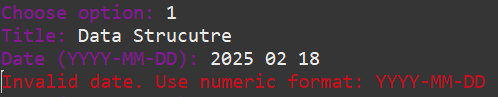 Choose option: 1
Title: Data Strucutre
Date (YYYY-MM-DD): 2025 02 18
Invalid date. Use numeric format: YYYY-MM-DD